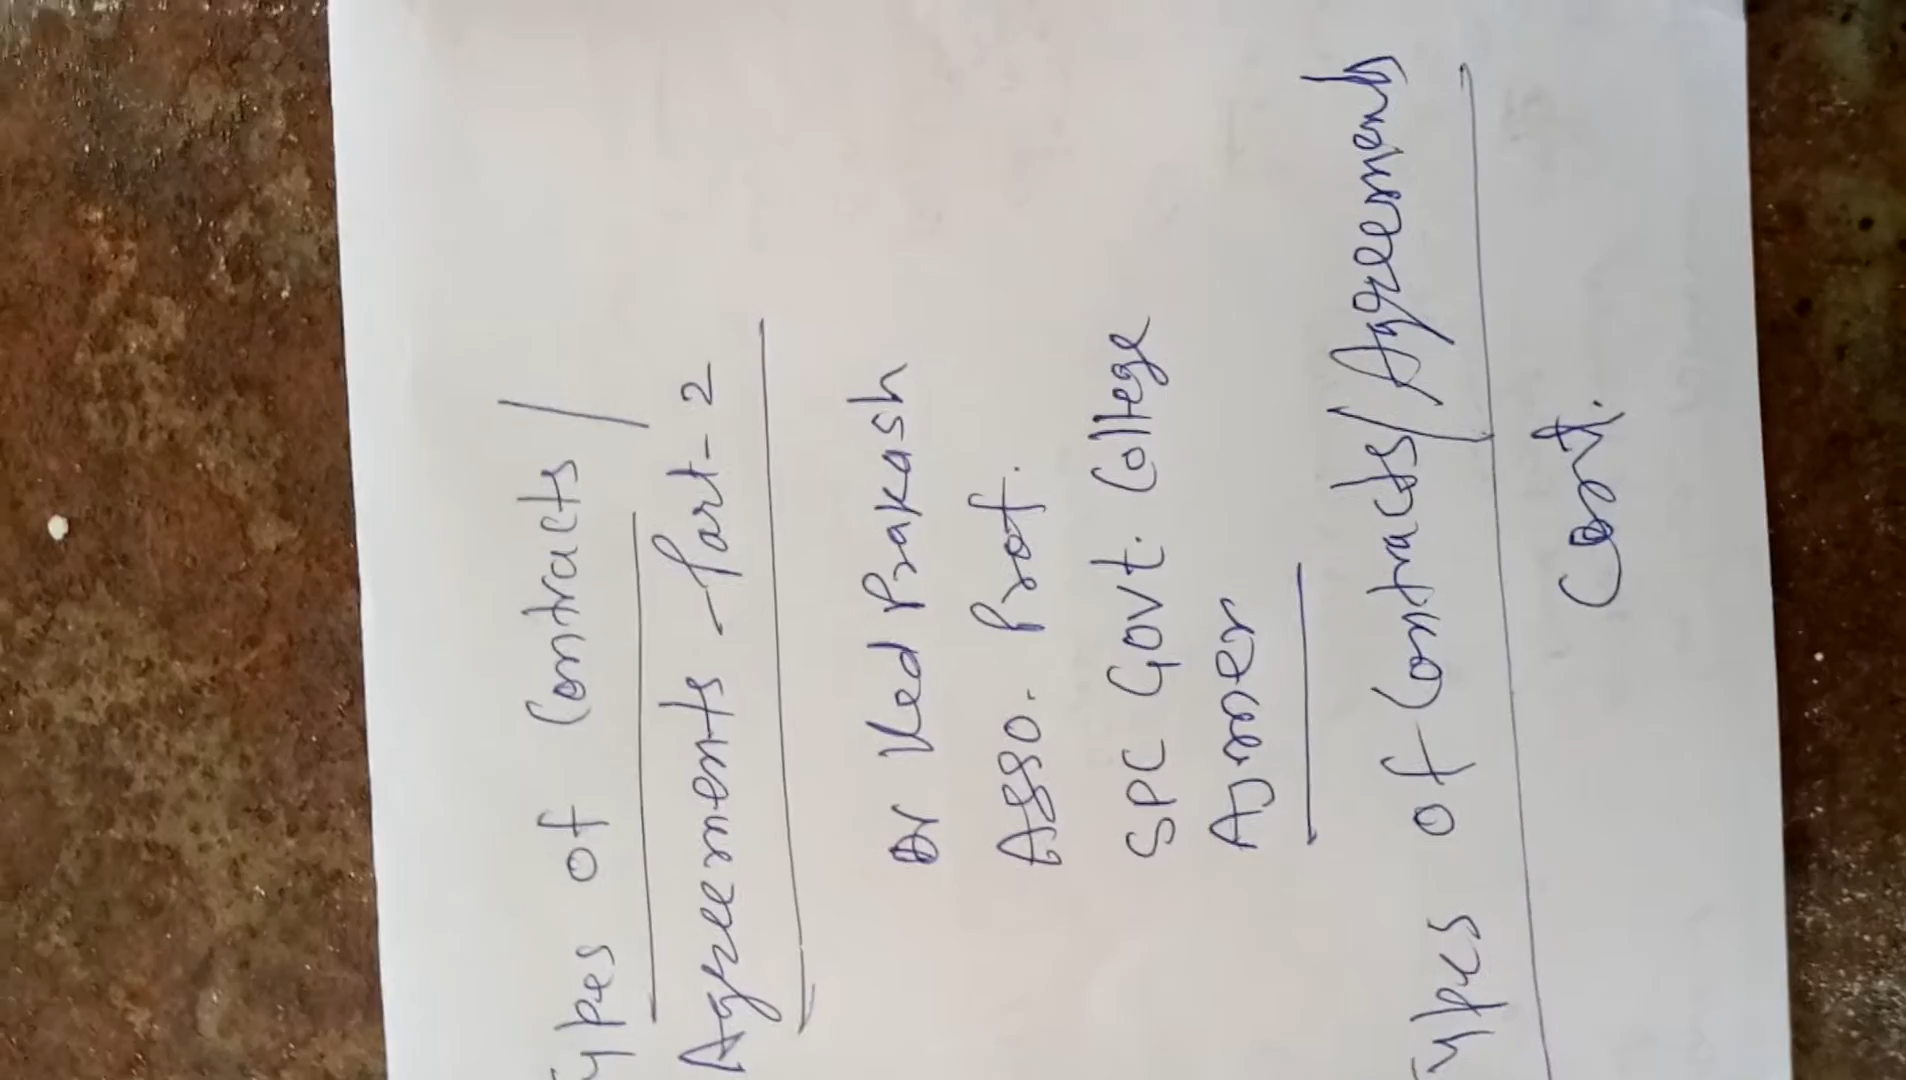 Types of Contracts/
Agreements - Part-2
Dr Ved Prakash
Asso. Prof.
SPC Govt. College
Ajmer
Types of Contracts/Agreements
Cont.